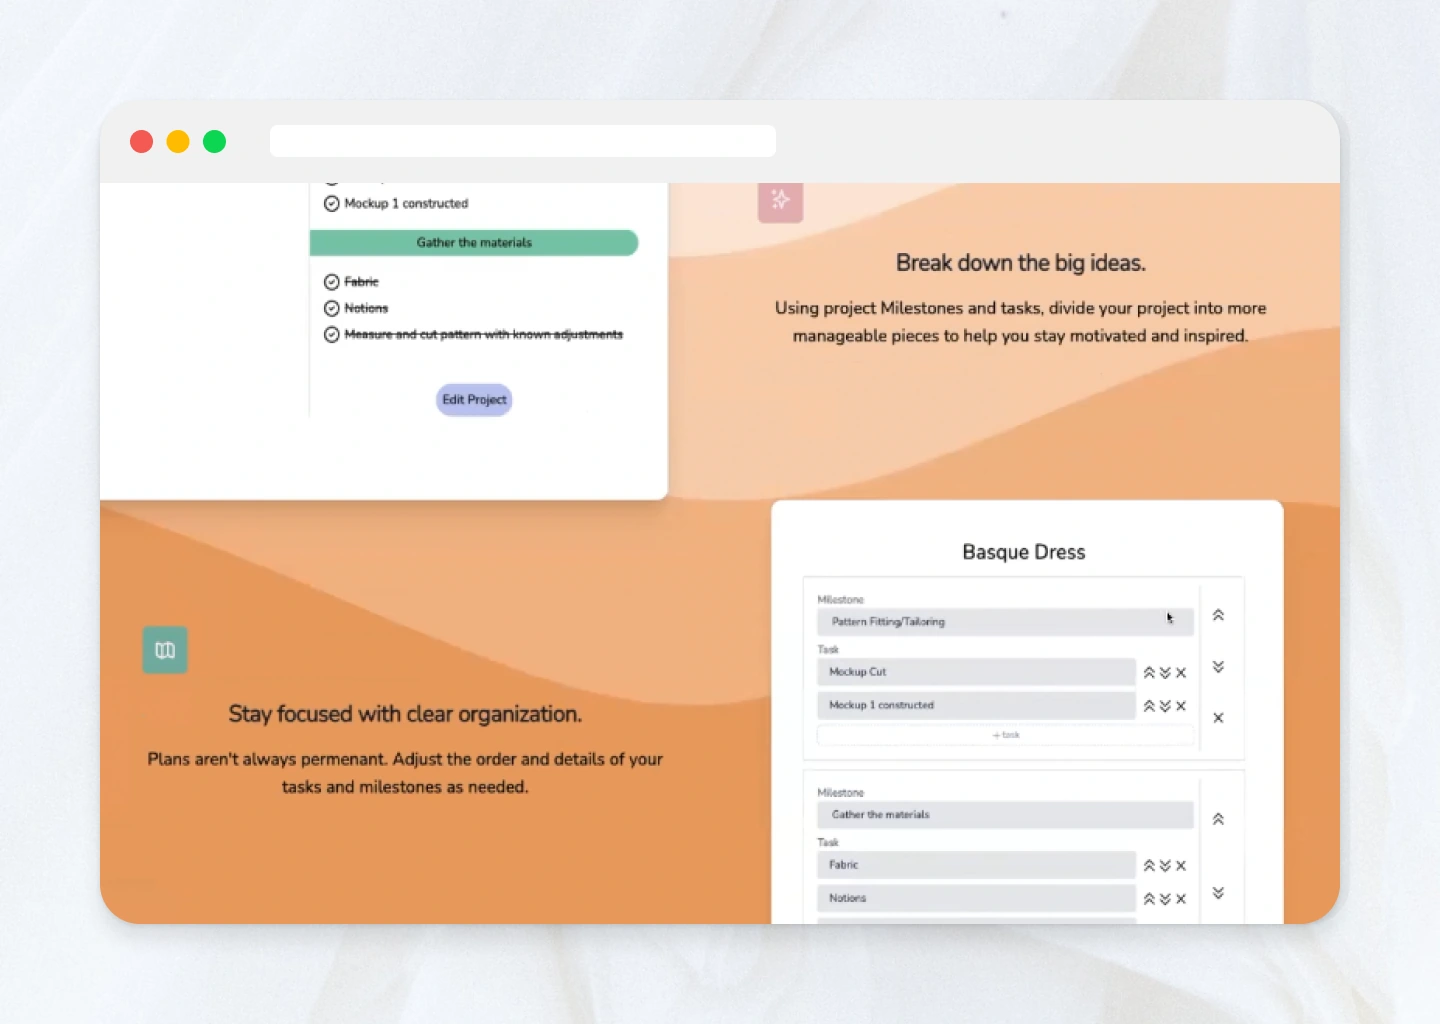 Mockup 1 constructed
Gather the materials
Fabric
Notions
Measure and cut pattern with known adjustments
Edit Project
Break down the big ideas.
Using project Milestones and tasks, divide your project into more
manageable pieces to help you stay motivated and inspired.
Stay focused with clear organization.
Plans aren't always permenant. Adjust the order and details of your
tasks and milestones as needed.
Basque Dress
Milestone
Pattern Fitting/Tailoring
Task
Mockup Cut
Mockup 1 constructed
+ task
Milestone
Gather the materials
Task
Fabric
Notions